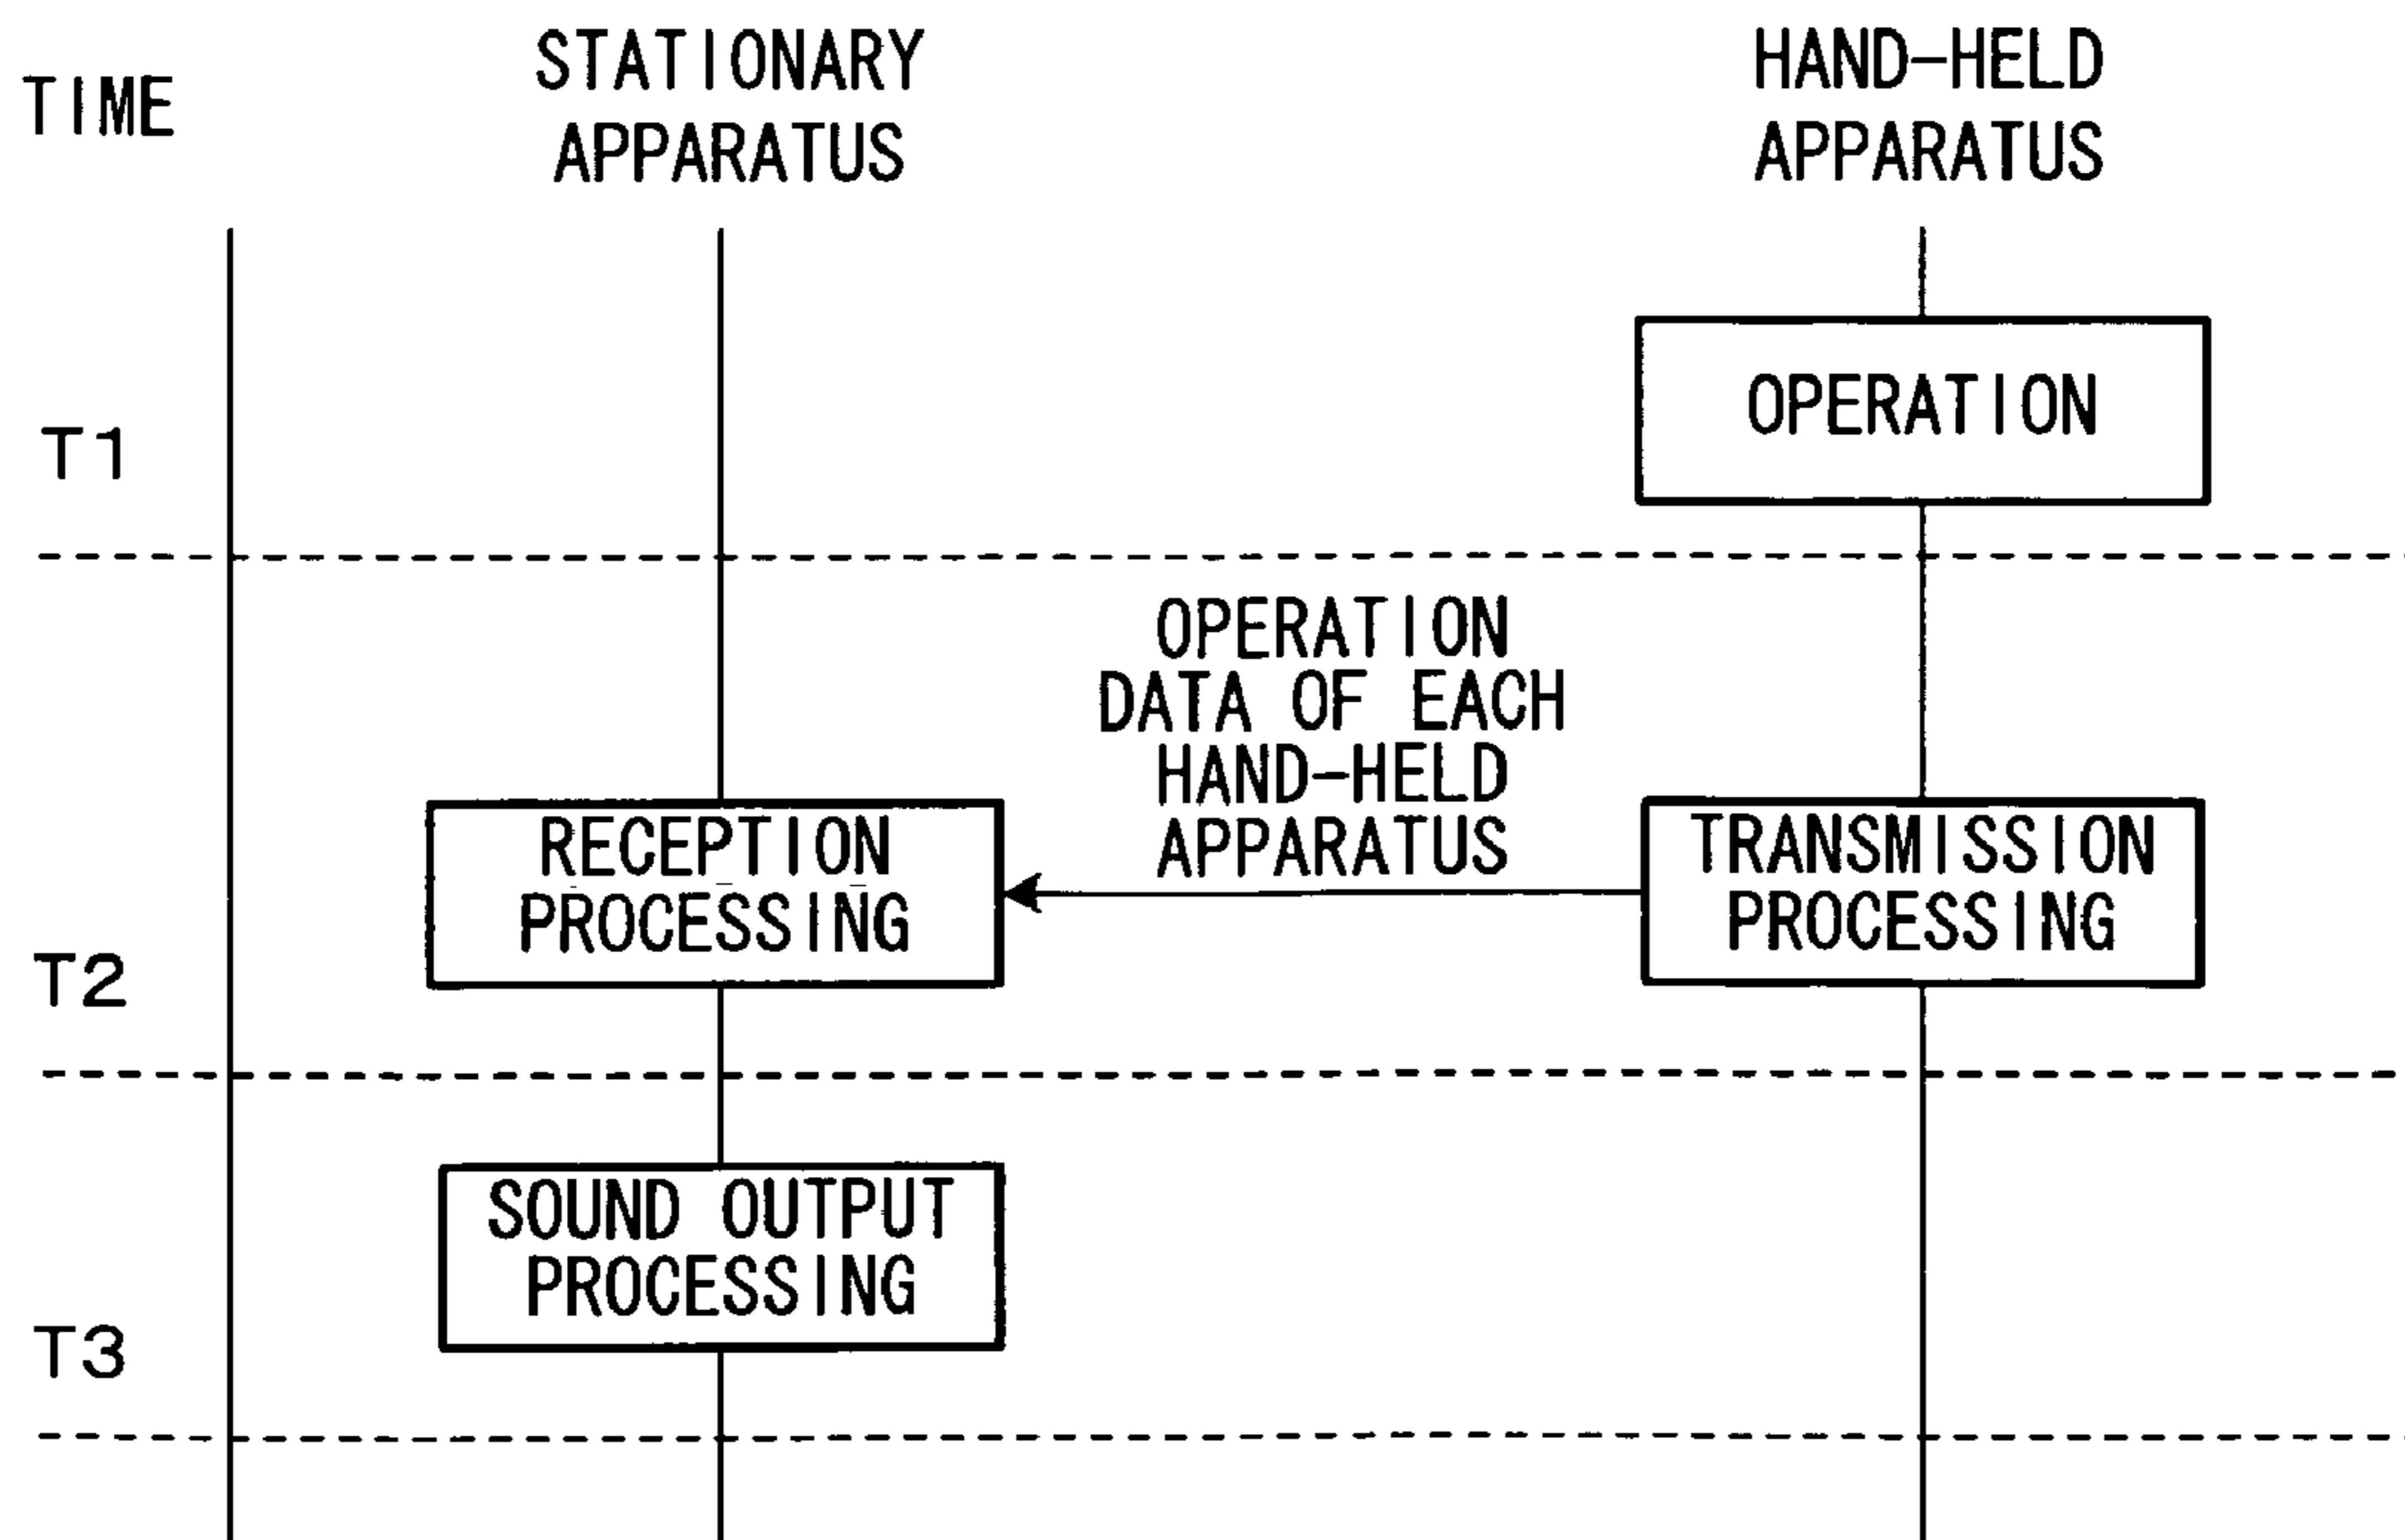 TIME
STATIONARY
APPARATUS
HAND-HELD
APPARATUS
T1
OPERATION
OPERATION
DATA OF EACH
HAND-HELD
APPARATUS
T2
RECEPTION
PROCESSING
TRANSMISSION
PROCESSING
T3
SOUND OUTPUT
PROCESSING